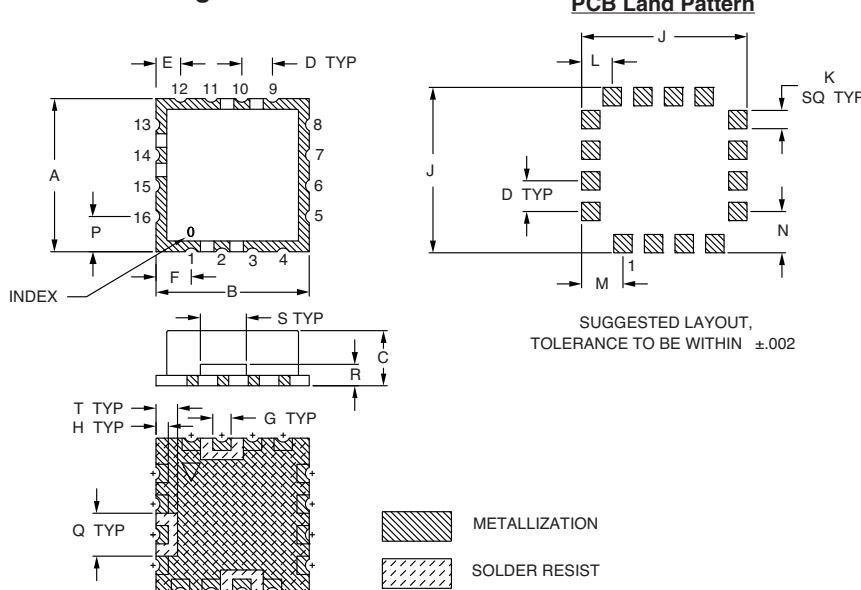 PCB Land Pattern
E
D TYP
12 11 10 9
13
14
15
16
8
7
6
5
A
P
0
1 2 3 4
F
B
INDEX
J
L
K
SQ TYP
J
D TYP
N
1
M
SUGGESTED LAYOUT,
TOLERANCE TO BE WITHIN ±.002
S TYP
C
R
T TYP
H TYP
G TYP
Q TYP
METALLIZATION
SOLDER RESIST